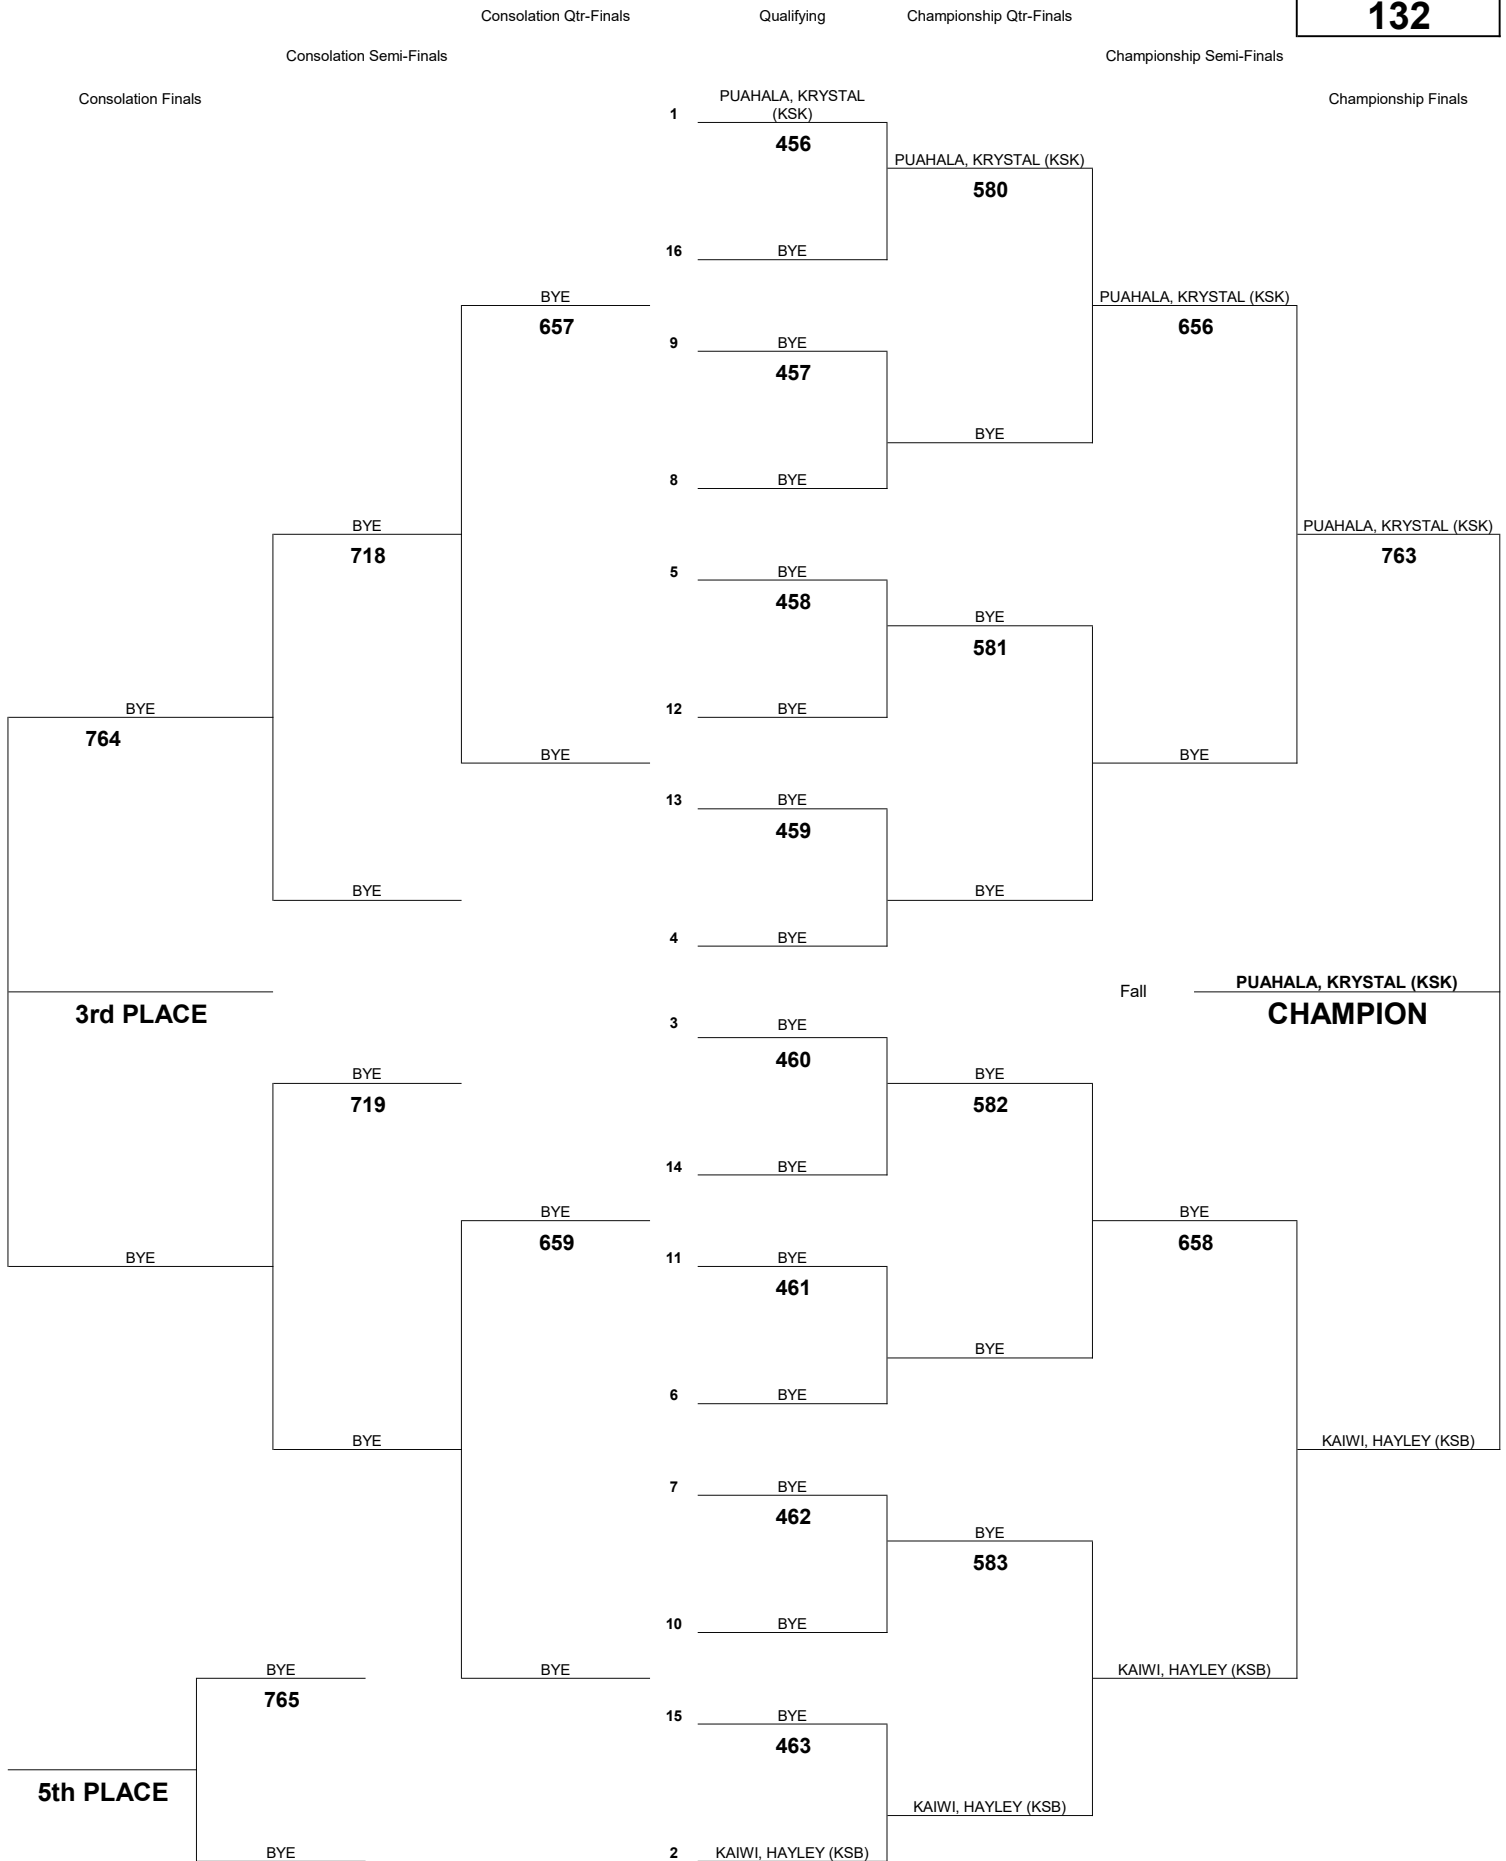 Consolation Qtr-Finals Qualifying Championship Qtr-Finals 132
Consolation Semi-Finals Championship Semi-Finals
Consolation Finals Championship Finals
PUAHALA, KRYSTAL
1 (KSK)
456
PUAHALA, KRYSTAL (KSK)
580
16 BYE
BYE PUAHALA, KRYSTAL (KSK)
657 656
9 BYE
457
BYE
8 BYE
BYE PUAHALA, KRYSTAL (KSK)
718 763
5 BYE
458
BYE
581
BYE 12 BYE
764
BYE BYE
13 BYE
459
BYE BYE
4 BYE
Fall PUAHALA, KRYSTAL (KSK)
3rd PLACE CHAMPION
3 BYE
460
BYE BYE
719 582
14 BYE
BYE BYE
659 658
BYE 11 BYE
461
BYE
6 BYE
BYE KAIWI, HAYLEY (KSB)
7 BYE
462
BYE
583
10 BYE
BYE BYE KAIWI, HAYLEY (KSB)
765
15 BYE
463
5th PLACE
KAIWI, HAYLEY (KSB)
BYE 2 KAIWI, HAYLEY (KSB)